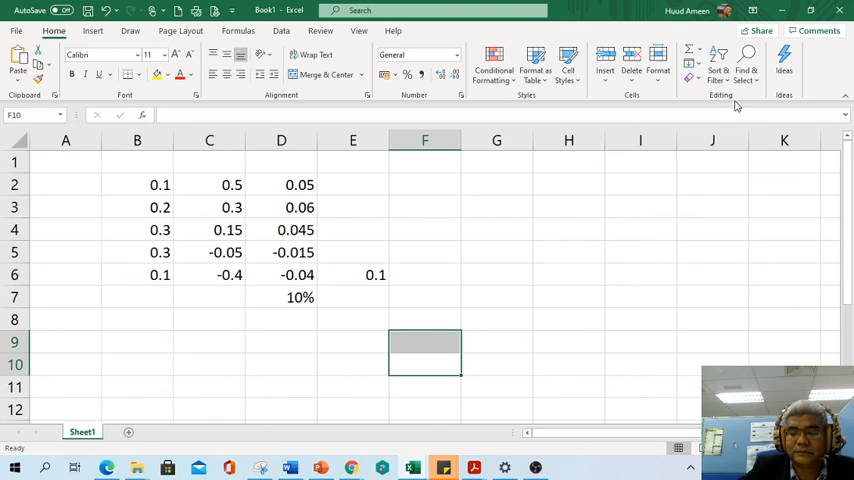 AutoSave Off Book1 - Excel Search Huud Ameen
File Home Insert Draw Page Layout Formulas Data Review View Help Share Comments
Calibri 11 A A Wrap Text General
Paste B I U A Merge & Center % Conditional Formatting Format as Table Cell Styles Insert Delete Format Sort & Filter Find & Select Ideas
Clipboard Font Alignment Number Styles Cells Editing Ideas
F10 fx
A B C D E F G H I J K
1
2 0.1 0.5 0.05
3 0.2 0.3 0.06
4 0.3 0.15 0.045
5 0.3 -0.05 -0.015
6 0.1 -0.4 -0.04 0.1
7 10%
8
9
10
11
12
Sheet1
Ready